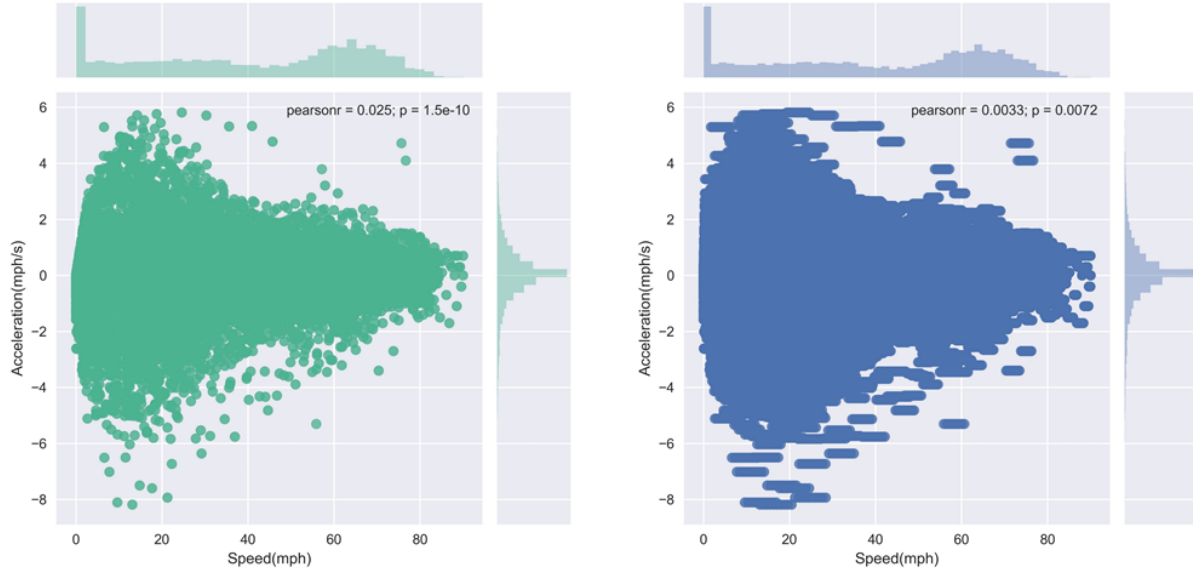 pearsonr = 0.025; p = 1.5e-10
6
4
2
0
−2
−4
−6
−8
Acceleration(mph/s)
0 20 40 60 80
Speed(mph)
pearsonr = 0.0033; p = 0.0072
6
4
2
0
−2
−4
−6
−8
Acceleration(mph/s)
0 20 40 60 80
Speed(mph)